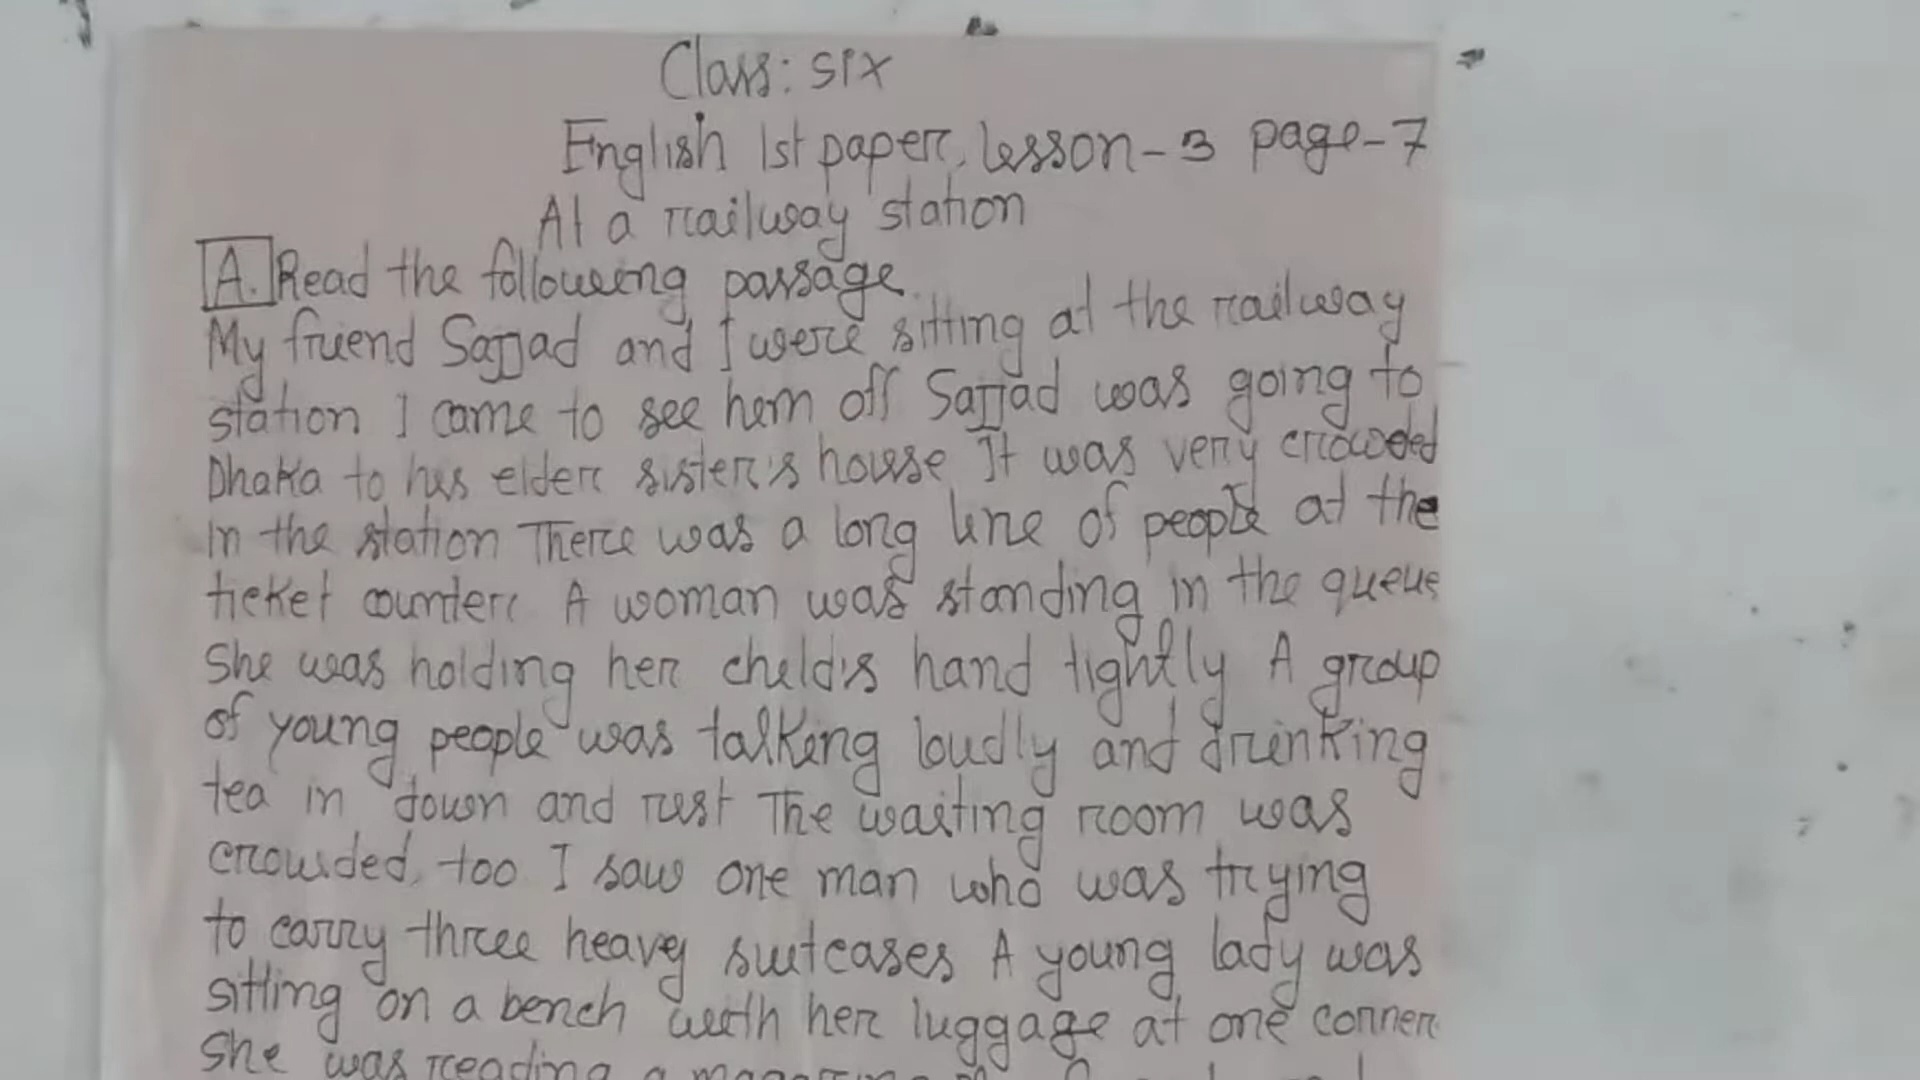 Class: six
English 1st paper, lesson-3 page-7
At a railway station
A. Read the following passage.
My friend Sajjad and I were sitting at the railway
station I came to see him off Sajjad was going to
Dhaka to his elder sister's house It was very crowded
In the station There was a long line of people at the
ticket counter A woman was standing in the queue
She was holding her child's hand tightly A group
of young people was talking loudly and drinking
tea in down and rest The waiting room was
crowded, too I saw one man who was trying
to carry three heavy suitcases A young lady was
sitting on a bench with her luggage at one corner
She was reading a